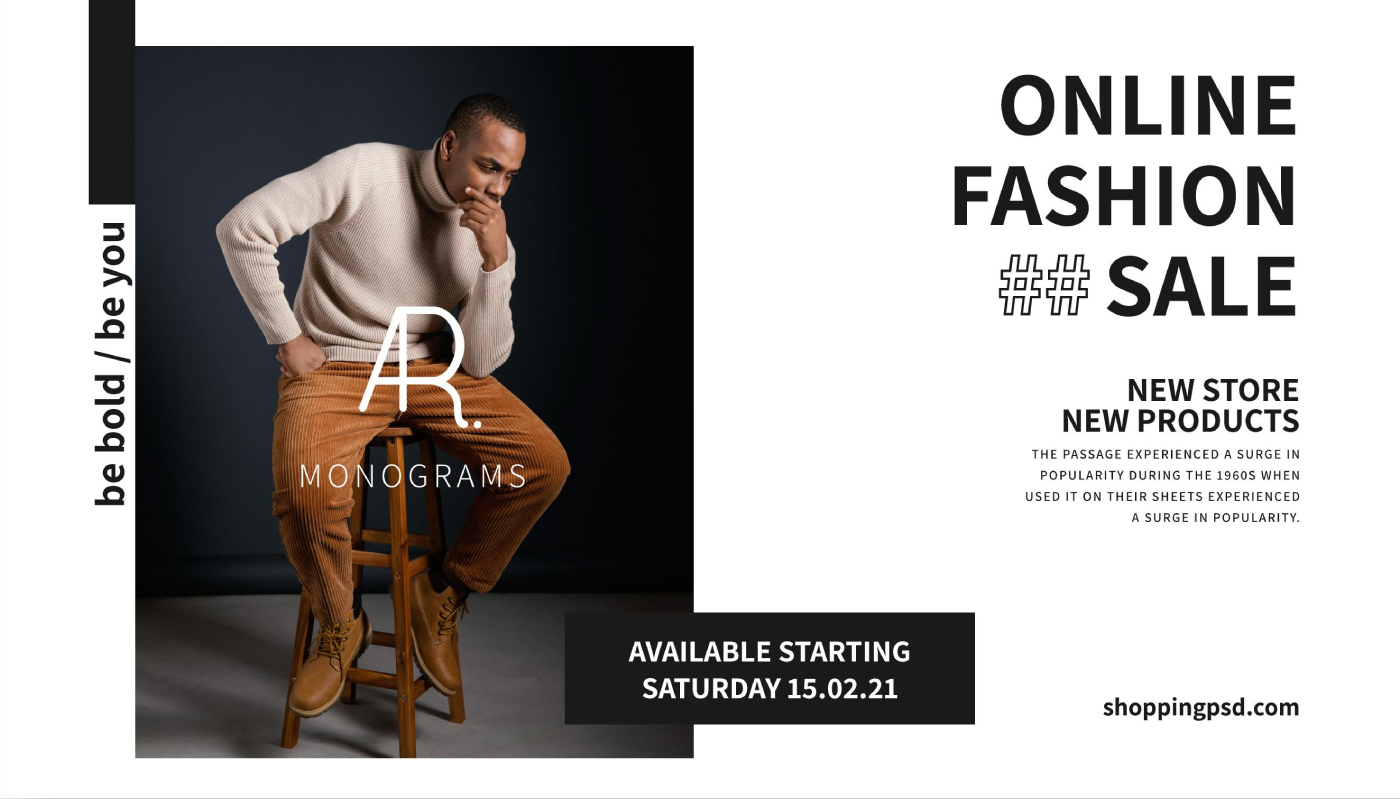 be bold / be you
AR.
MONOGRAMS
ONLINE
FASHION
## SALE
NEW STORE
NEW PRODUCTS
THE PASSAGE EXPERIENCED A SURGE IN
POPULARITY DURING THE 1960S WHEN
USED IT ON THEIR SHEETS EXPERIENCED
A SURGE IN POPULARITY.
AVAILABLE STARTING
SATURDAY 15.02.21
shoppingpsd.com